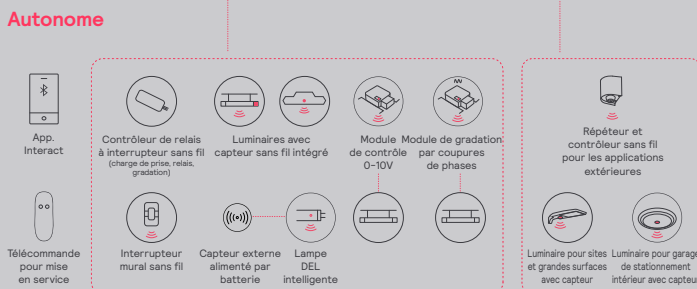 Autonome
App.
Interact
Contrôleur de relais
à interrupteur sans fil
(charge de prise, relais,
gradation)
Luminaires avec
capteur sans fil intégré
Module
de contrôle
0-10V
Module de gradation
par coupures
de phases
Répéteur et
contrôleur sans fil
pour les applications
extérieures
Télécommande
pour mise
en service
Interrupteur
mural sans fil
Capteur externe
alimenté par
batterie
Lampe
DEL
intelligente
Luminaire pour sites
et grandes surfaces
avec capteur
Luminaire pour garage
de stationnement
intérieur avec capteur